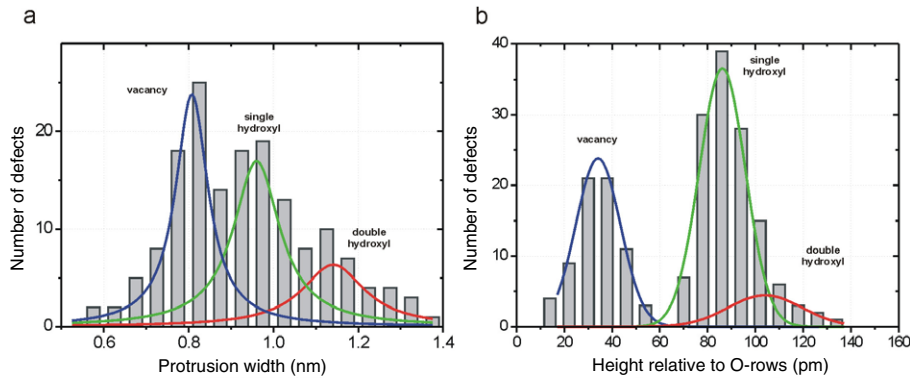 a
Number of defects
20
10
0
0.6
0.8
1.0
1.2
1.4
Protrusion width (nm)
vacancy
single
hydroxyl
double
hydroxyl
b
Number of defects
40
30
20
10
0
0
20
40
60
80
100
120
140
160
Height relative to O-rows (pm)
vacancy
single
hydroxyl
double
hydroxyl